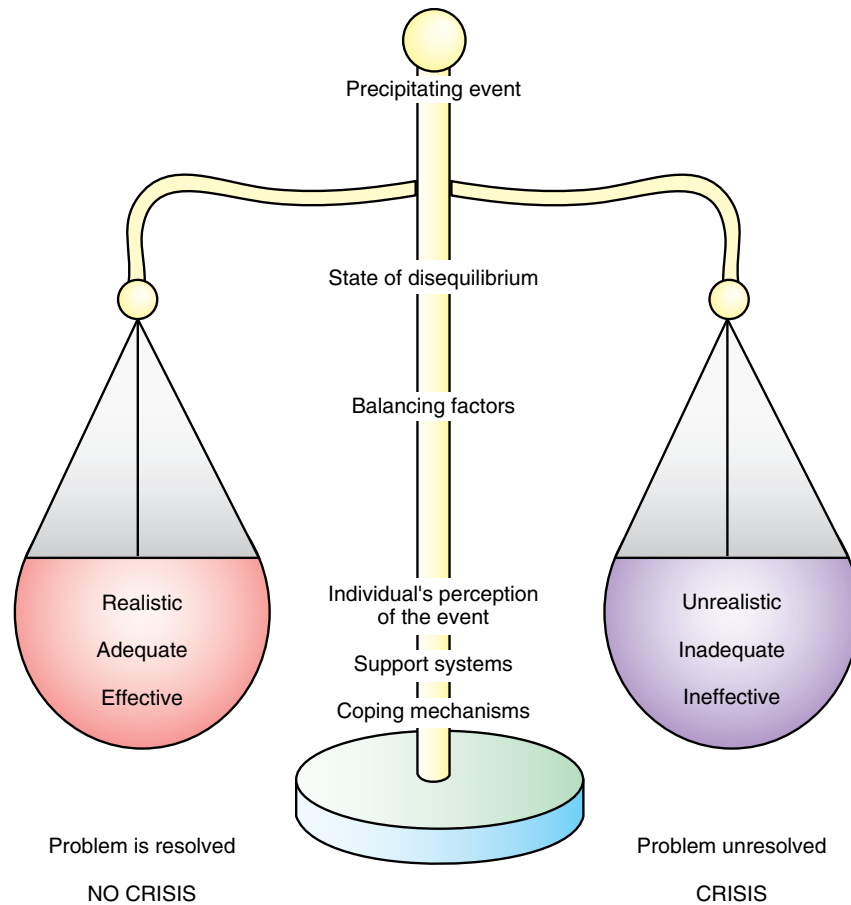 Precipitating event
State of disequilibrium
Balancing factors
Individual's perception
of the event
Support systems
Coping mechanisms
Realistic
Adequate
Effective
Unrealistic
Inadequate
Ineffective
Problem is resolved
NO CRISIS
Problem unresolved
CRISIS